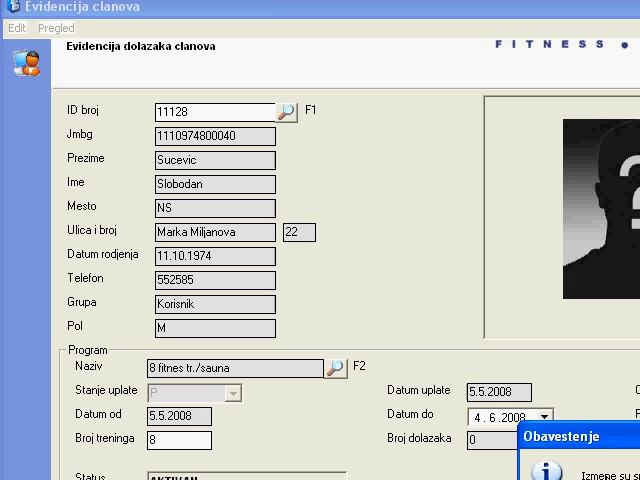 Evidencija clanova
Edit Pregled
Evidencija dolazaka clanova
FITNESS
ID broj 11128 F1
Jmbg 1110974800040
Prezime Sucevic
Ime Slobodan
Mesto NS
Ulica i broj Marka Miljanova 22
Datum rodjenja 11.10.1974
Telefon 552585
Grupa Korisnik
Pol M
Program
Naziv 8 fitnes tr./sauna F2
Stanje uplate P Datum uplate 5.5.2008
Datum od 5.5.2008 Datum do 4.6.2008
Broj treninga 8 Broj dolazaka 0
Obavestenje
Status AKTIVAN Izmene su